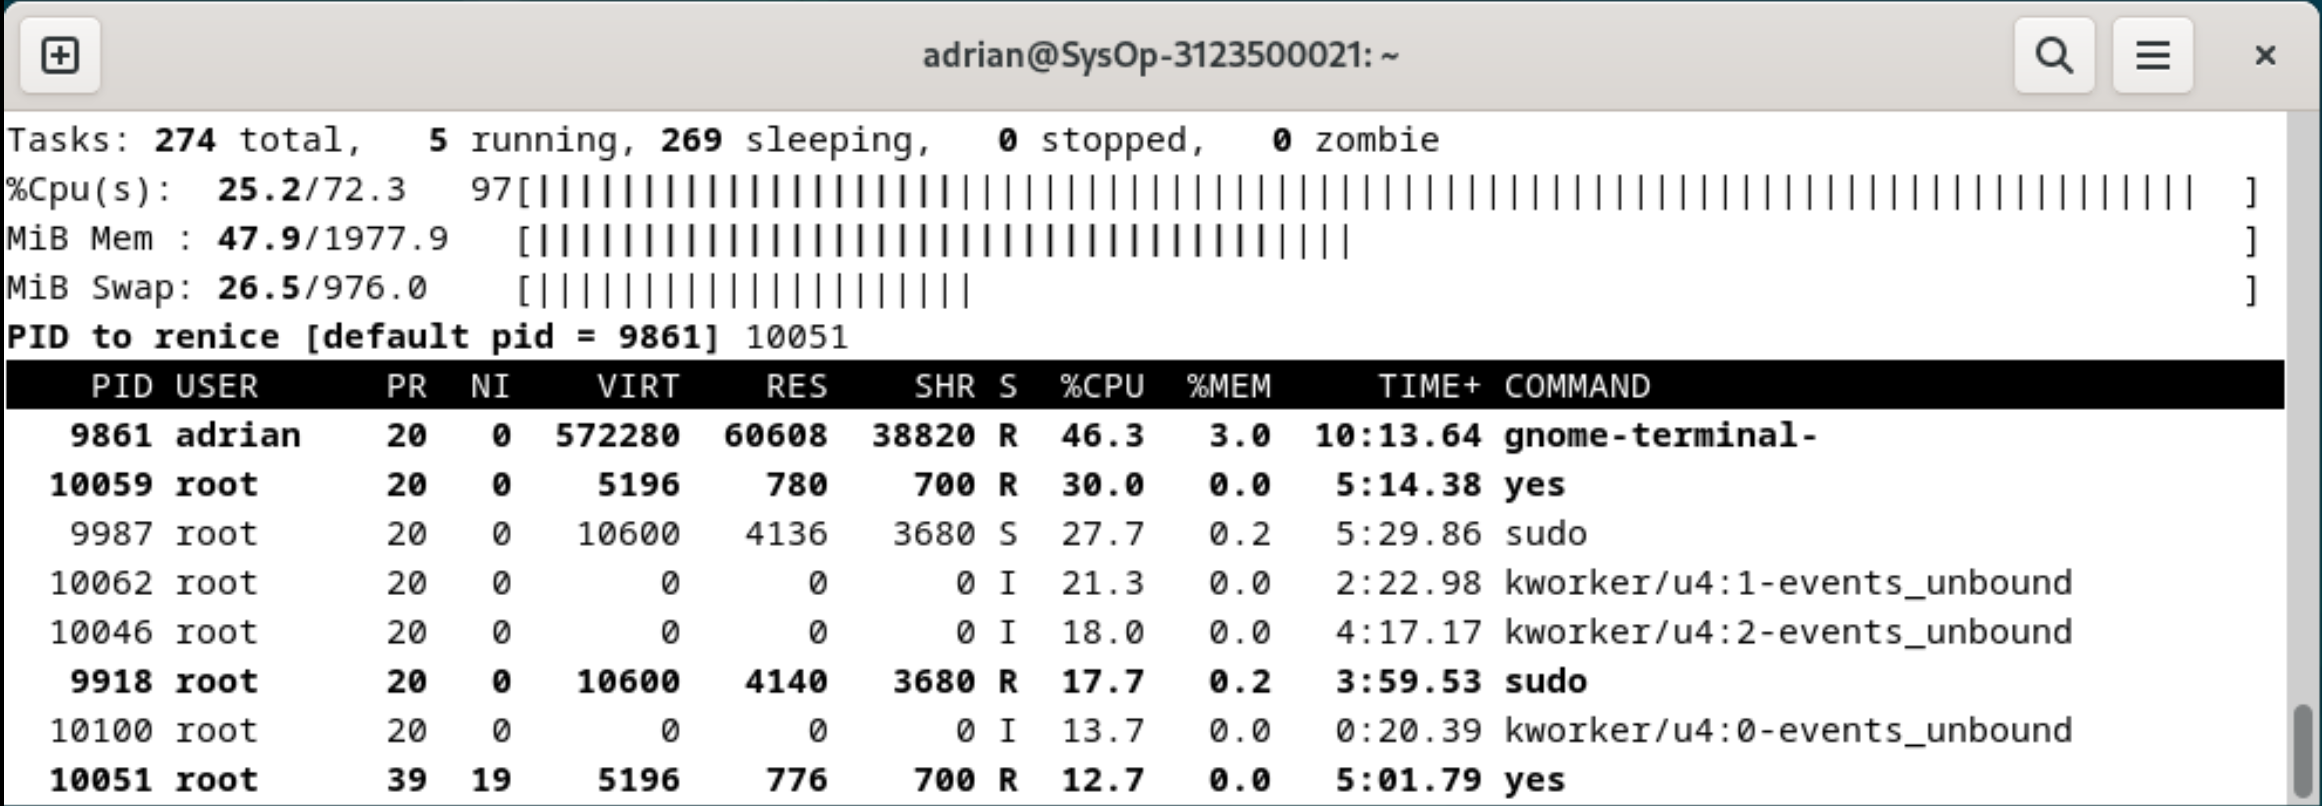 adrian@SysOp-3123500021: ~
Tasks: 274 total,   5 running, 269 sleeping,   0 stopped,   0 zombie
%Cpu(s):  25.2/72.3   97[||||||||||||||||||||||||||||||||||||||||||||||||||||||||||||||||||||||||||||||  ]
MiB Mem : 47.9/1977.9   [|||||||||||||||||||||||||||||||||||||||                                          ]
MiB Swap: 26.5/976.0    [|||||||||||||||||||||                                                            ]
PID to renice [default pid = 9861] 10051
    PID USER      PR  NI    VIRT    RES    SHR S  %CPU  %MEM     TIME+ COMMAND
   9861 adrian    20   0  572280  60608  38820 R  46.3   3.0  10:13.64 gnome-terminal-
  10059 root      20   0    5196    780    700 R  30.0   0.0   5:14.38 yes
   9987 root      20   0   10600   4136   3680 S  27.7   0.2   5:29.86 sudo
  10062 root      20   0       0      0      0 I  21.3   0.0   2:22.98 kworker/u4:1-events_unbound
  10046 root      20   0       0      0      0 I  18.0   0.0   4:17.17 kworker/u4:2-events_unbound
   9918 root      20   0   10600   4140   3680 R  17.7   0.2   3:59.53 sudo
  10100 root      20   0       0      0      0 I  13.7   0.0   0:20.39 kworker/u4:0-events_unbound
  10051 root      39  19    5196    776    700 R  12.7   0.0   5:01.79 yes